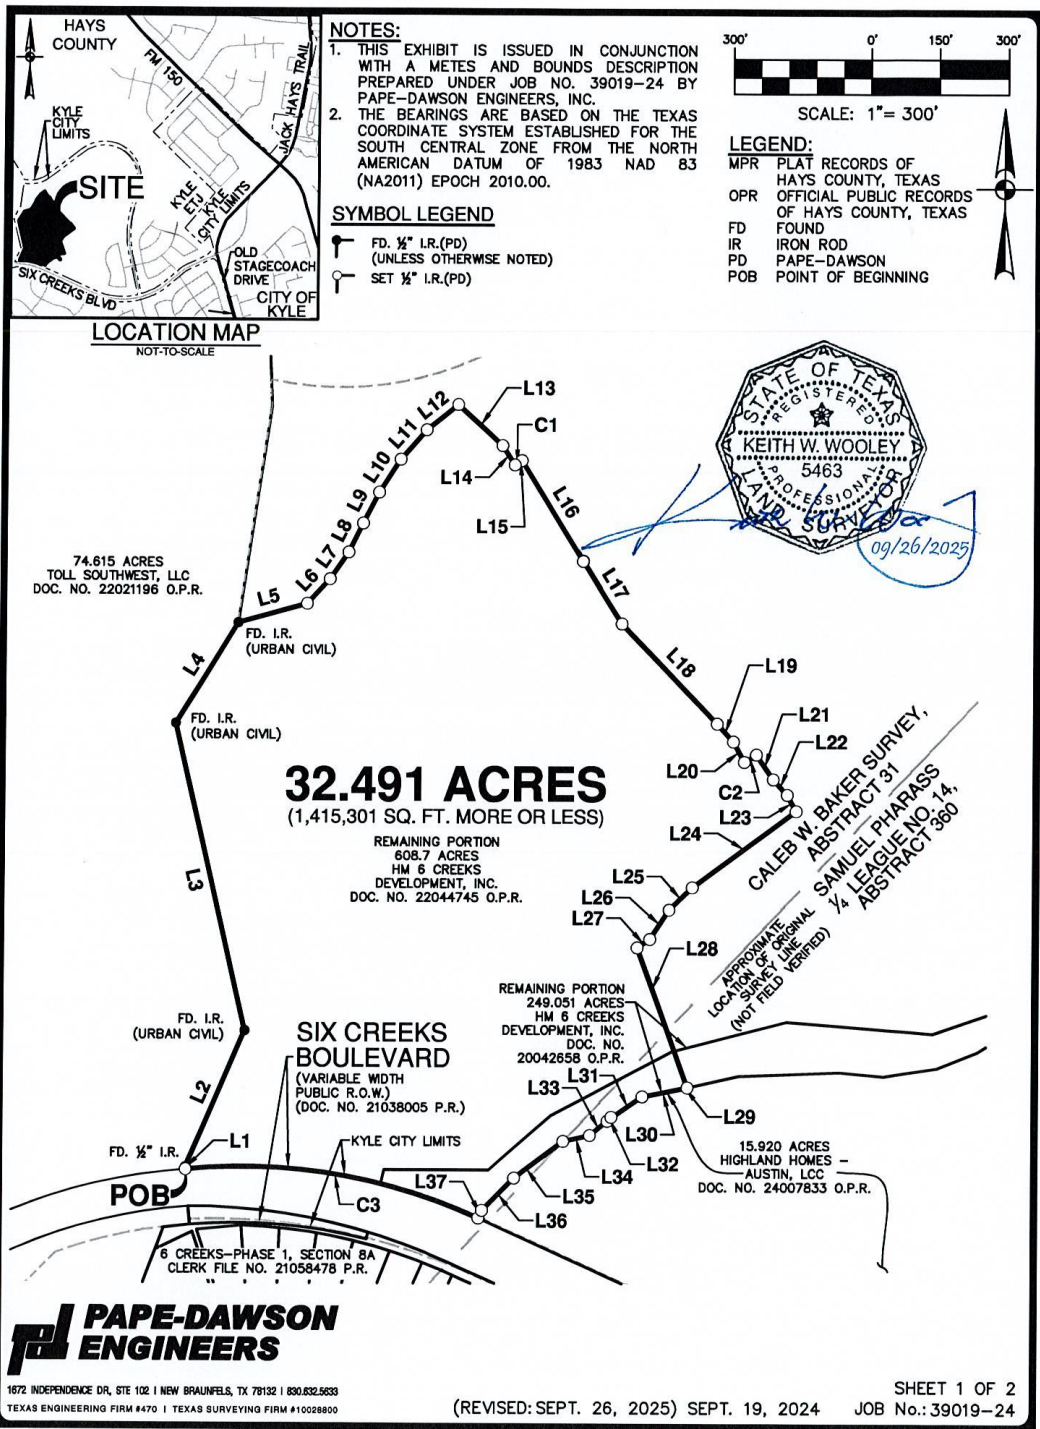 HAYS
COUNTY
FM 150
JACK HAYS TRAIL
KYLE
CITY
LIMITS
SITE
KYLE
ETJ
KYLE
CITY LIMITS
OLD
STAGECOACH
DRIVE
SIX CREEKS BLVD
CITY OF
KYLE
LOCATION MAP
NOT-TO-SCALE
NOTES:
1. THIS EXHIBIT IS ISSUED IN CONJUNCTION
WITH A METES AND BOUNDS DESCRIPTION
PREPARED UNDER JOB NO. 39019-24 BY
PAPE-DAWSON ENGINEERS, INC.
2. THE BEARINGS ARE BASED ON THE TEXAS
COORDINATE SYSTEM ESTABLISHED FOR THE
SOUTH CENTRAL ZONE FROM THE NORTH
AMERICAN DATUM OF 1983 NAD 83
(NA2011) EPOCH 2010.00.
SYMBOL LEGEND
FD. ½" I.R.(PD)
(UNLESS OTHERWISE NOTED)
SET ½" I.R.(PD)
300' 0' 150' 300'
SCALE: 1"= 300'
LEGEND:
MPR PLAT RECORDS OF
HAYS COUNTY, TEXAS
OPR OFFICIAL PUBLIC RECORDS
OF HAYS COUNTY, TEXAS
FD FOUND
IR IRON ROD
PD PAPE-DAWSON
POB POINT OF BEGINNING
STATE OF TEXAS
REGISTERED
KEITH W. WOOLEY
5463
PROFESSIONAL
LAND SURVEYOR
09/26/2025
L13
L12
C1
L11
L14
L10
L15
L9
L16
L8
L7
L6
74.615 ACRES
TOLL SOUTHWEST, LLC
DOC. NO. 22021196 O.P.R.
L5
L17
FD. I.R.
(URBAN CIVIL)
L4
L18
L19
FD. I.R.
(URBAN CIVIL)
L21
L22
L20
C2
L23
L24
32.491 ACRES
(1,415,301 SQ. FT. MORE OR LESS)
REMAINING PORTION
608.7 ACRES
HM 6 CREEKS
DEVELOPMENT, INC.
DOC. NO. 22044745 O.P.R.
CALEB W. BAKER SURVEY,
ABSTRACT 31
SAMUEL PHARASS
¼ LEAGUE NO. 14,
ABSTRACT 360
L3
L25
L26
L27
L28
APPROXIMATE
LOCATION OF ORIGINAL
SURVEY LINE
(NOT FIELD VERIFIED)
REMAINING PORTION
249.051 ACRES
HM 6 CREEKS
DEVELOPMENT, INC.
DOC. NO.
20042658 O.P.R.
FD. I.R.
(URBAN CIVIL)
SIX CREEKS
BOULEVARD
(VARIABLE WIDTH
PUBLIC R.O.W.)
(DOC. NO. 21038005 P.R.)
L2
L31
L33
L29
L30
L32
L1
KYLE CITY LIMITS
FD. ½" I.R.
15.920 ACRES
HIGHLAND HOMES -
AUSTIN, LCC
DOC. NO. 24007833 O.P.R.
L34
L37
L35
POB
C3
L36
6 CREEKS-PHASE 1, SECTION 8A
CLERK FILE NO. 21058478 P.R.
PAPE-DAWSON
ENGINEERS
1672 INDEPENDENCE DR, STE 102 I NEW BRAUNFELS, TX 78132 I 830.632.5633
TEXAS ENGINEERING FIRM #470 I TEXAS SURVEYING FIRM #10028800
(REVISED: SEPT. 26, 2025) SEPT. 19, 2024
SHEET 1 OF 2
JOB No.: 39019-24